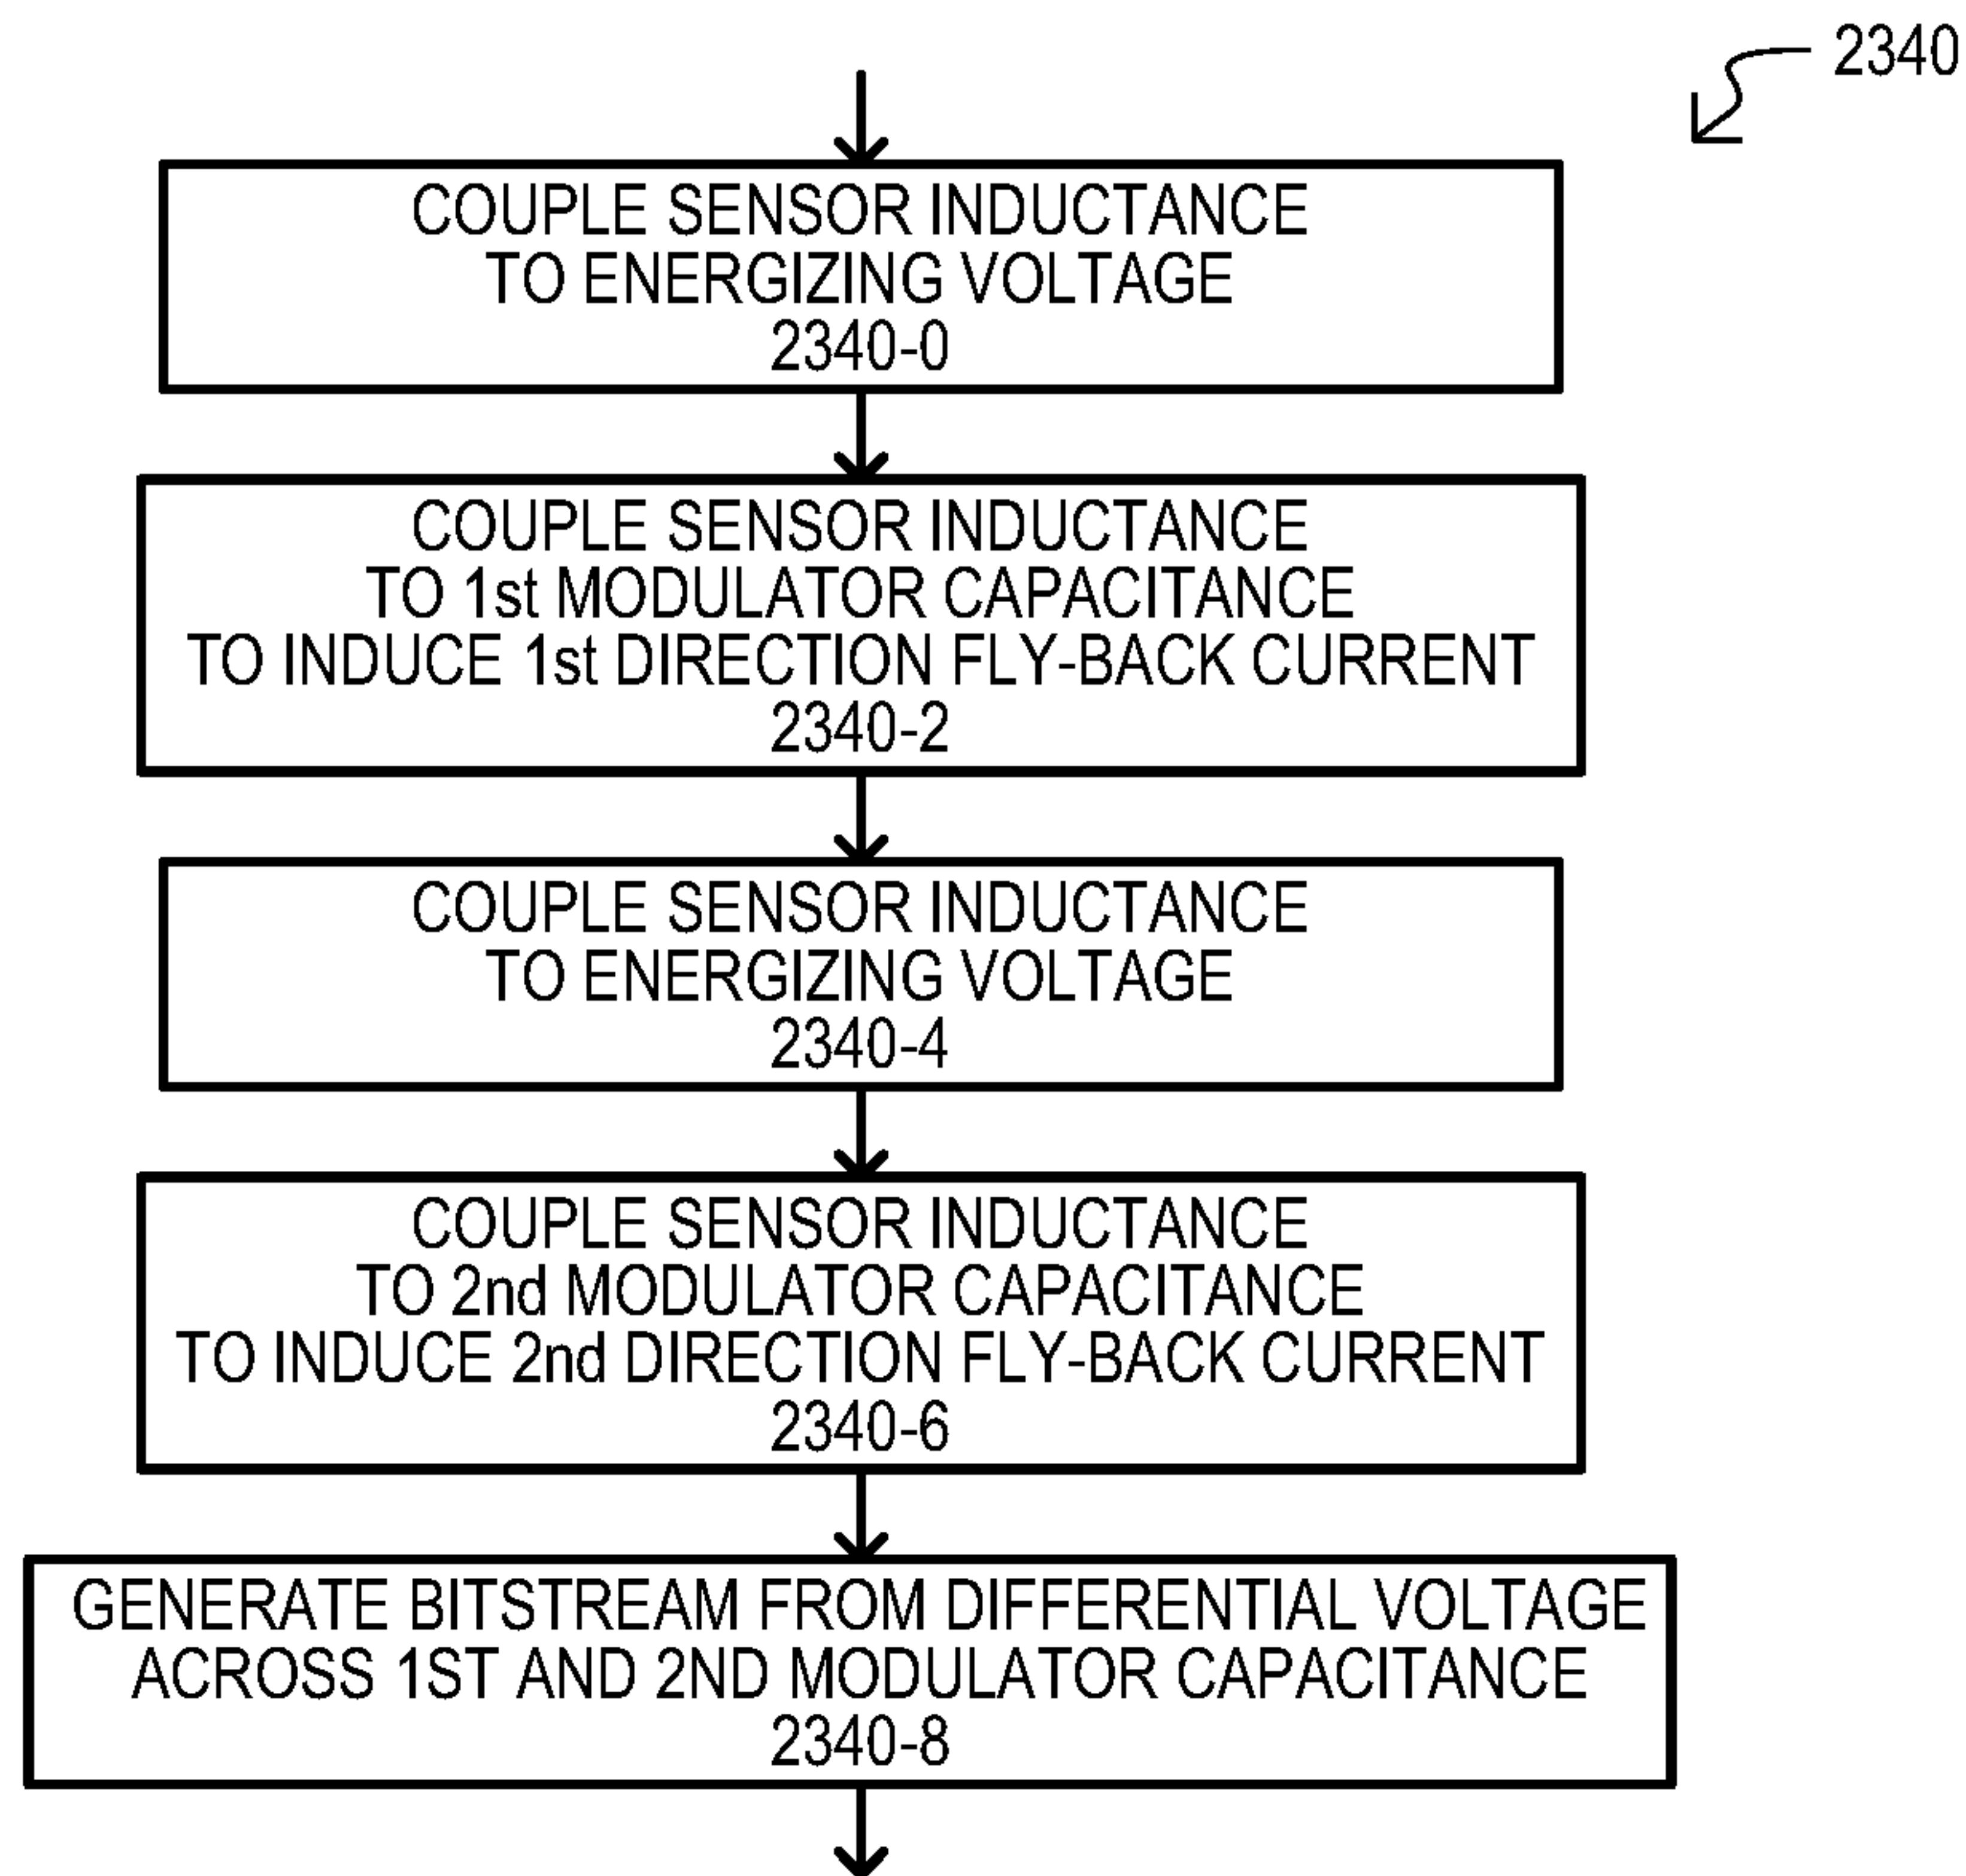 2340
COUPLE SENSOR INDUCTANCE
TO ENERGIZING VOLTAGE
2340-0
COUPLE SENSOR INDUCTANCE
TO 1st MODULATOR CAPACITANCE
TO INDUCE 1st DIRECTION FLY-BACK CURRENT
2340-2
COUPLE SENSOR INDUCTANCE
TO ENERGIZING VOLTAGE
2340-4
COUPLE SENSOR INDUCTANCE
TO 2nd MODULATOR CAPACITANCE
TO INDUCE 2nd DIRECTION FLY-BACK CURRENT
2340-6
GENERATE BITSTREAM FROM DIFFERENTIAL VOLTAGE
ACROSS 1ST AND 2ND MODULATOR CAPACITANCE
2340-8